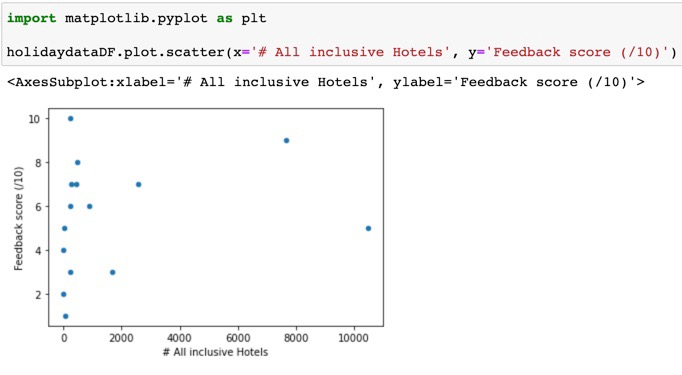 import matplotlib.pyplot as plt
holidaydataDF.plot.scatter(x='# All inclusive Hotels', y='Feedback score (/10)')
<AxesSubplot:xlabel='# All inclusive Hotels', ylabel='Feedback score (/10)'>
10
8
6
4
2
Feedback score (/10)
0 2000 4000 6000 8000 10000
# All inclusive Hotels